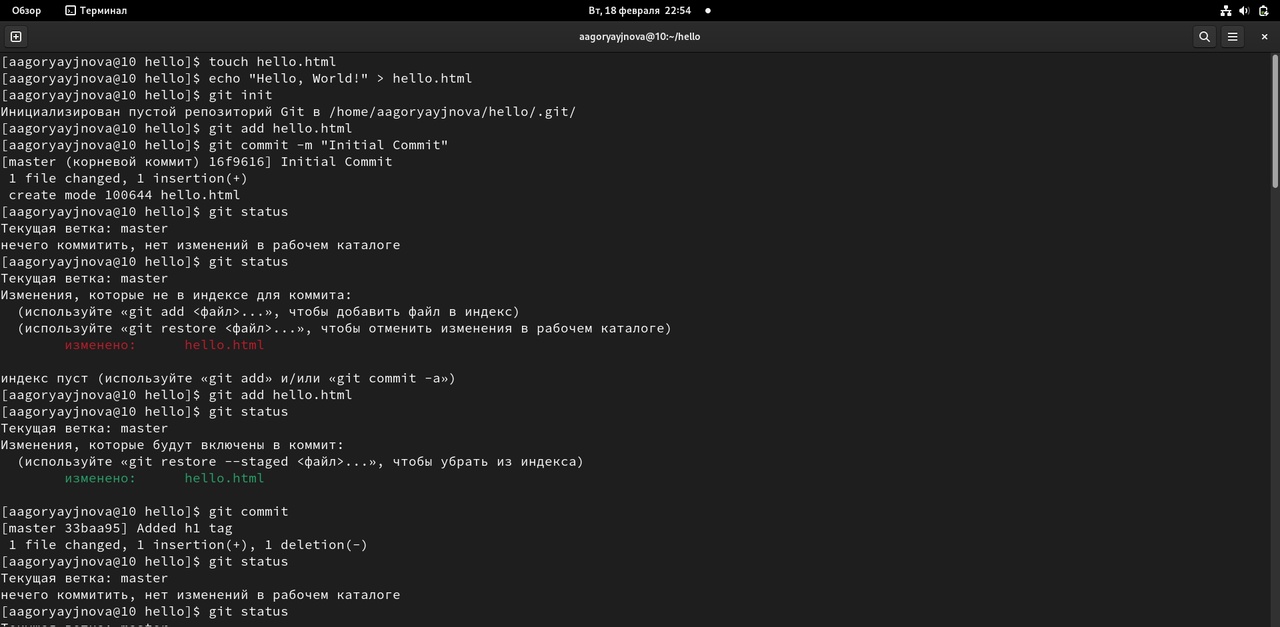 Обзор Терминал Вт, 18 февраля 22:54
aagoryayjnova@10:~/hello
[aagoryayjnova@10 hello]$ touch hello.html
[aagoryayjnova@10 hello]$ echo "Hello, World!" > hello.html
[aagoryayjnova@10 hello]$ git init
Инициализирован пустой репозиторий Git в /home/aagoryayjnova/hello/.git/
[aagoryayjnova@10 hello]$ git add hello.html
[aagoryayjnova@10 hello]$ git commit -m "Initial Commit"
[master (корневой коммит) 16f9616] Initial Commit
 1 file changed, 1 insertion(+)
 create mode 100644 hello.html
[aagoryayjnova@10 hello]$ git status
Текущая ветка: master
нечего коммитить, нет изменений в рабочем каталоге
[aagoryayjnova@10 hello]$ git status
Текущая ветка: master
Изменения, которые не в индексе для коммита:
  (используйте «git add <файл>...», чтобы добавить файл в индекс)
  (используйте «git restore <файл>...», чтобы отменить изменения в рабочем каталоге)
        изменено:      hello.html
индекс пуст (используйте «git add» и/или «git commit -a»)
[aagoryayjnova@10 hello]$ git add hello.html
[aagoryayjnova@10 hello]$ git status
Текущая ветка: master
Изменения, которые будут включены в коммит:
  (используйте «git restore --staged <файл>...», чтобы убрать из индекса)
        изменено:      hello.html
[aagoryayjnova@10 hello]$ git commit
[master 33baa95] Added h1 tag
 1 file changed, 1 insertion(+), 1 deletion(-)
[aagoryayjnova@10 hello]$ git status
Текущая ветка: master
нечего коммитить, нет изменений в рабочем каталоге
[aagoryayjnova@10 hello]$ git status